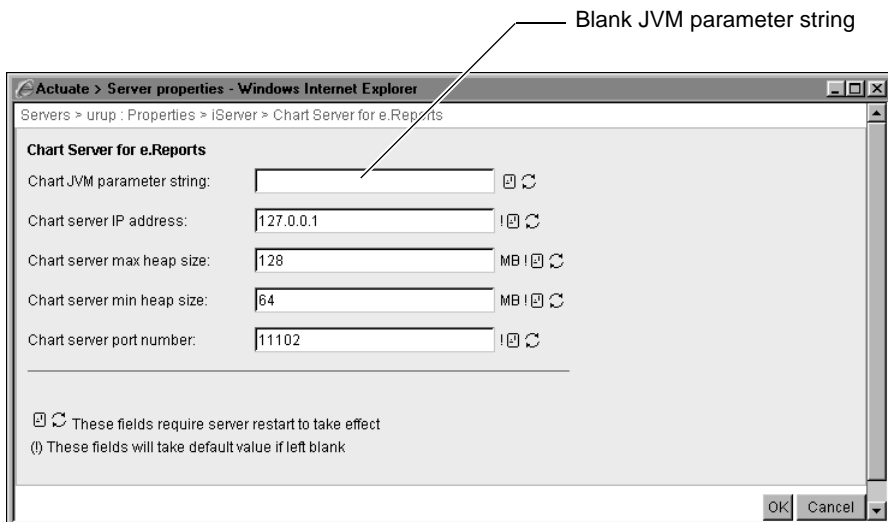 Blank JVM parameter string
Actuate > Server properties - Windows Internet Explorer
Servers > urup : Properties > iServer > Chart Server for e.Reports
Chart Server for e.Reports
Chart JVM parameter string:
Chart server IP address: 127.0.0.1 !
Chart server max heap size: 128 MB !
Chart server min heap size: 64 MB !
Chart server port number: 11102 !
These fields require server restart to take effect
(!) These fields will take default value if left blank
OK Cancel